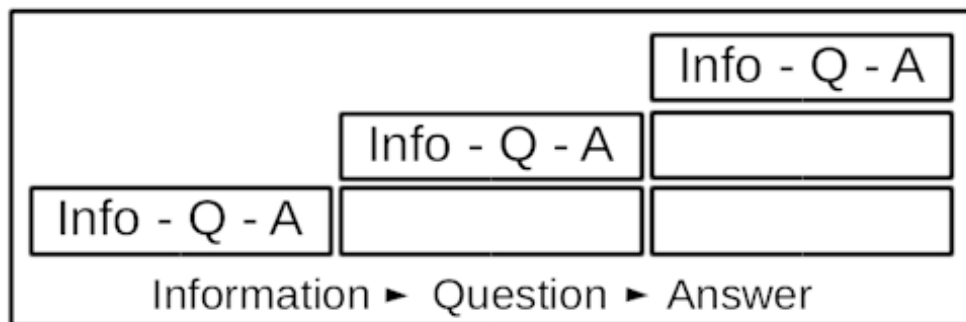 Info - Q - A
Info - Q - A
Info - Q - A
Information ► Question ► Answer